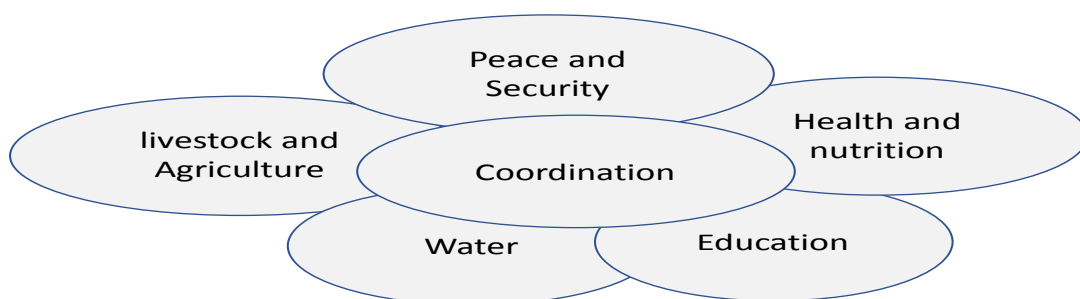 Peace and
Security
livestock and
Agriculture
Health and
nutrition
Coordination
Water
Education